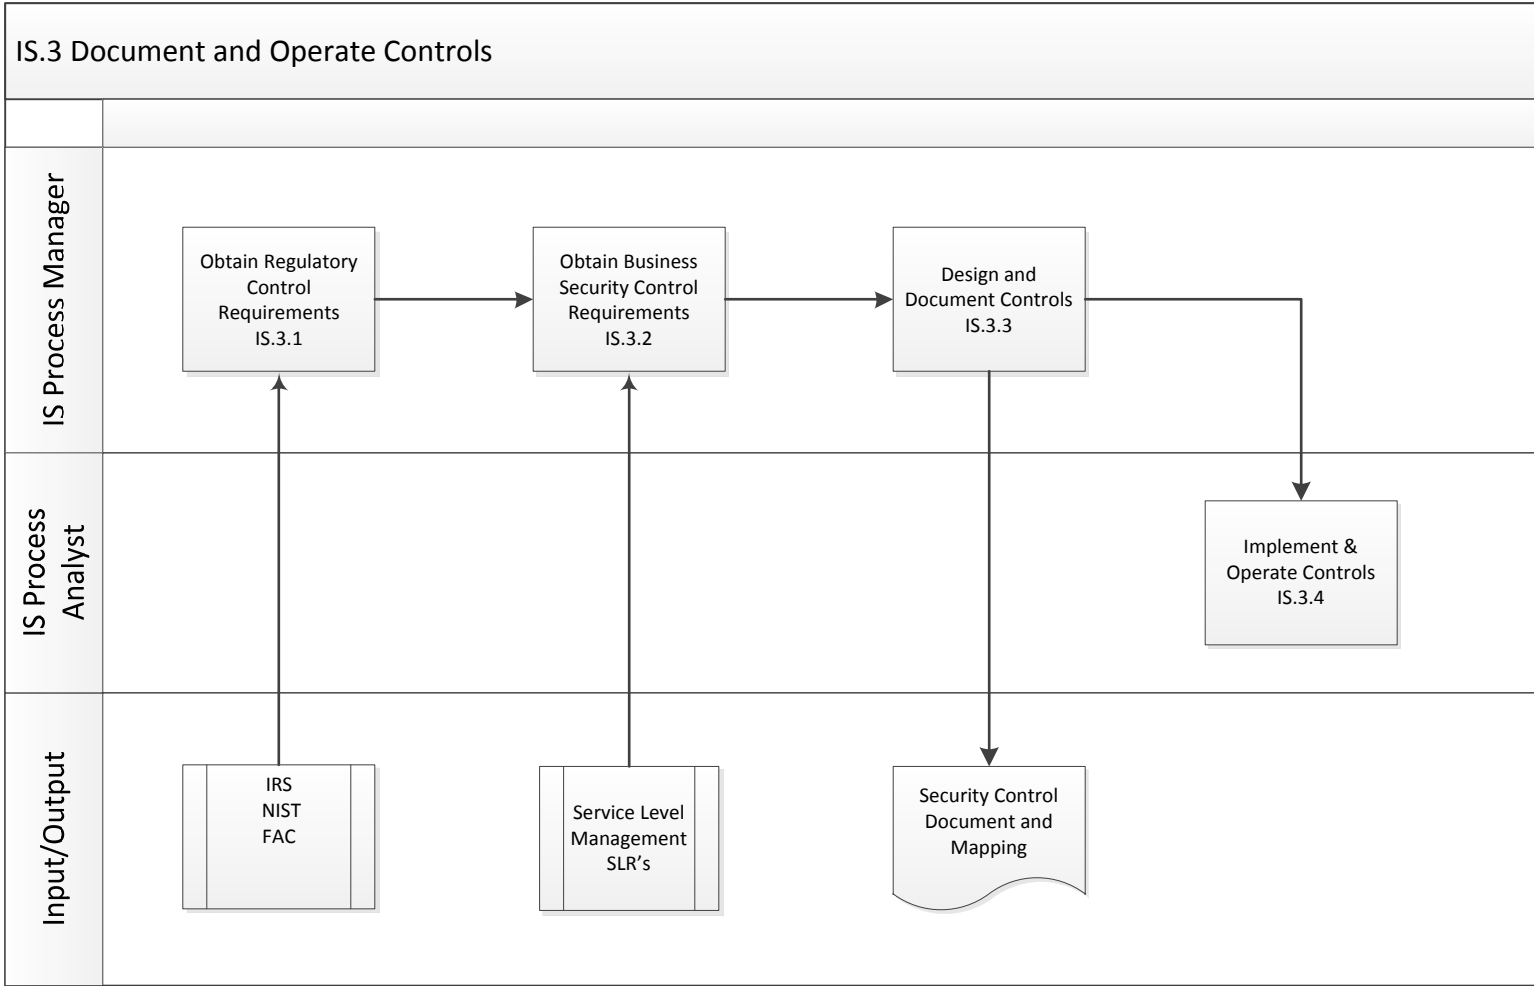 IS.3 Document and Operate Controls
IS Process Manager
Obtain Regulatory
Control
Requirements
IS.3.1
Obtain Business
Security Control
Requirements
IS.3.2
Design and
Document Controls
IS.3.3
IS Process
Analyst
Implement &
Operate Controls
IS.3.4
Input/Output
IRS
NIST
FAC
Service Level
Management
SLR’s
Security Control
Document and
Mapping